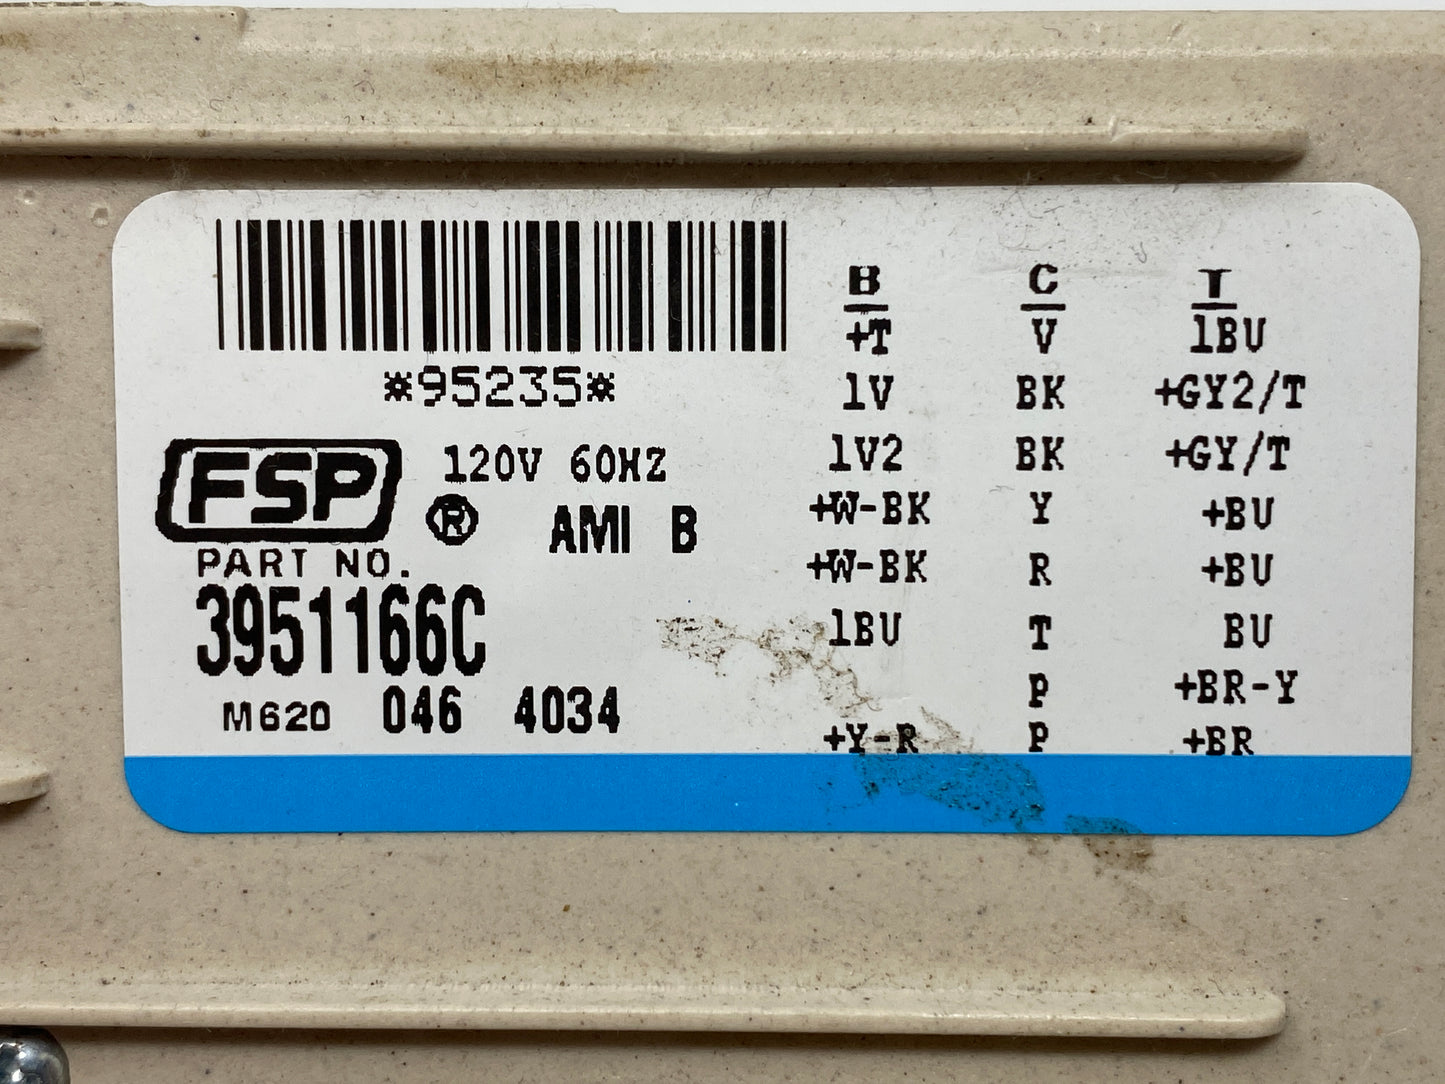 *95235*
FSP ®
120V 60HZ
AMI B
PART NO.
3951166C
M620 046 4034
B C T
+T V 1BU
1V BK +GY2/T
1V2 BK +GY/T
+W-BK Y +BU
+W-BK R +BU
1BU T BU
P +BR-Y
+Y-R P +BR